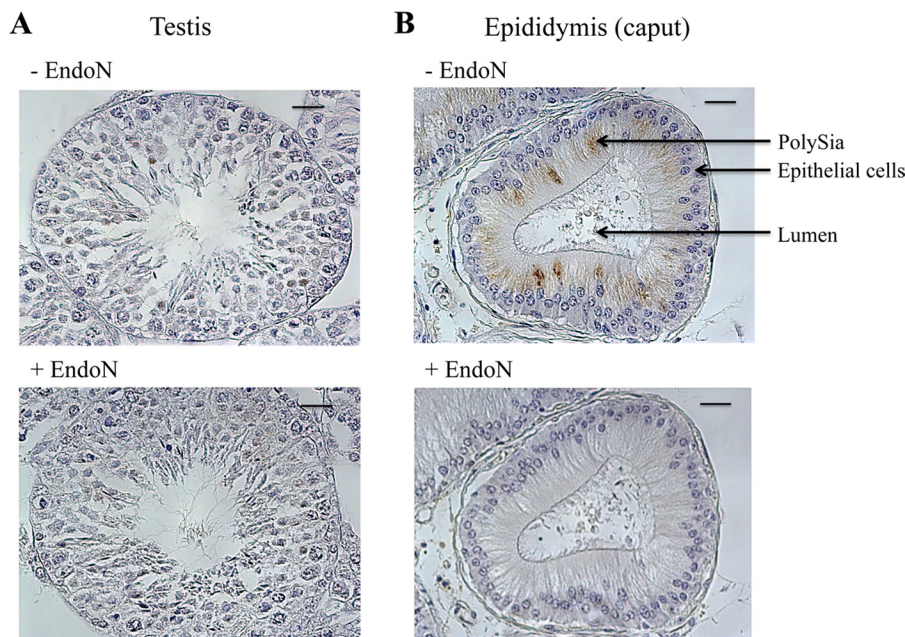 A Testis
B Epididymis (caput)
- EndoN
- EndoN
PolySia
Epithelial cells
Lumen
+ EndoN
+ EndoN